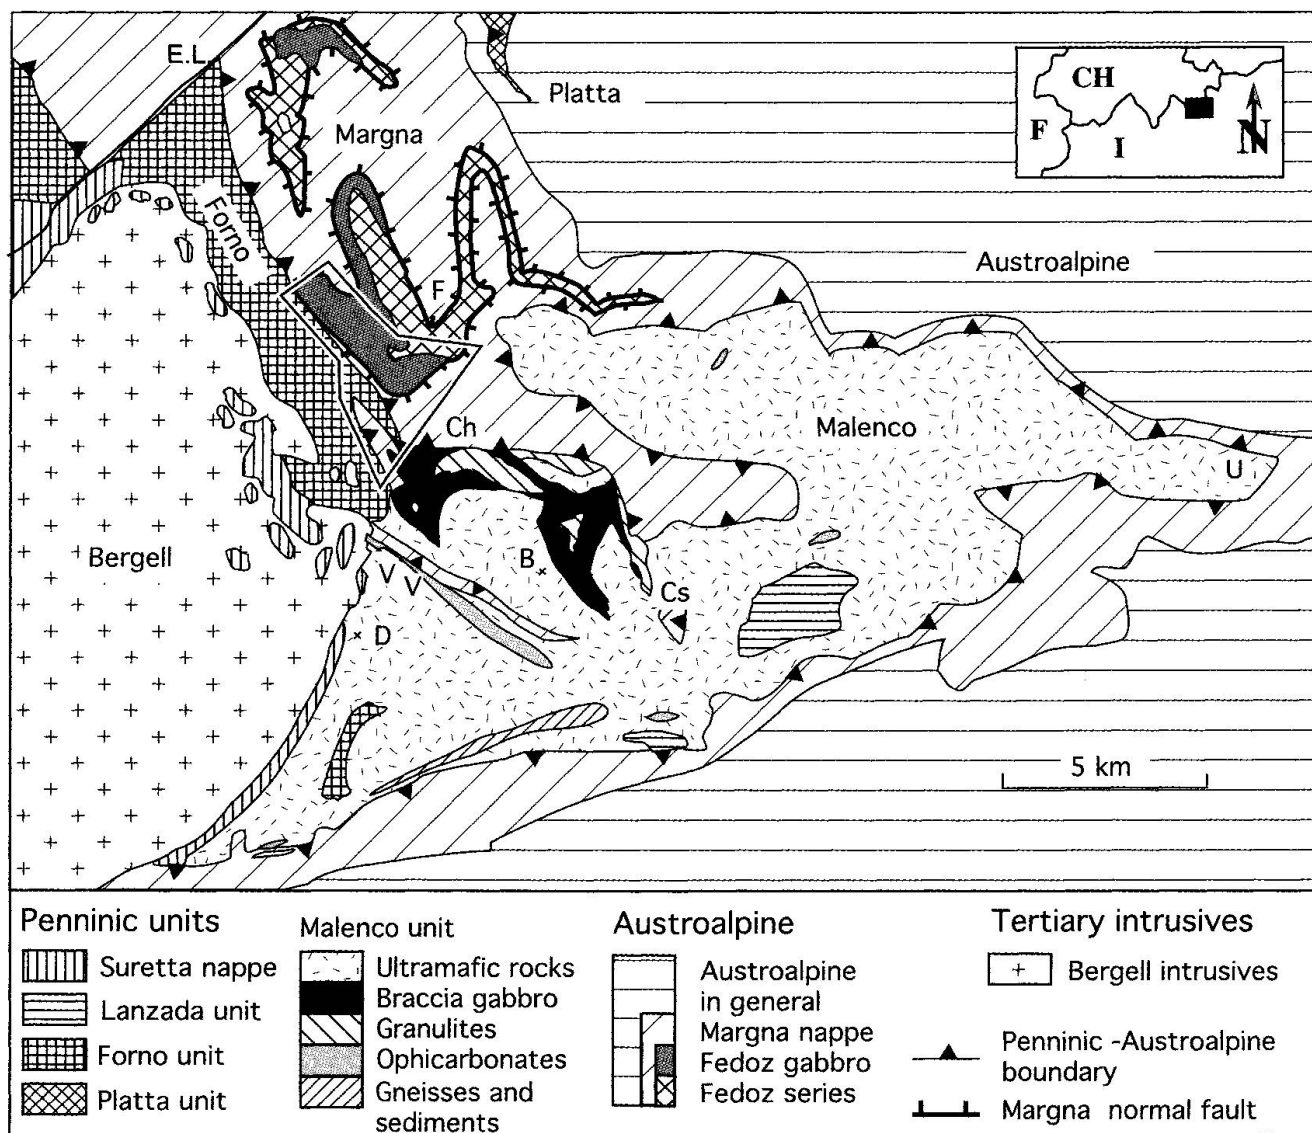 E.L.
Platta
CH
F
I
N
Margna
Forno
Austroalpine
F
Ch
Malenco
U
Bergell
B
Cs
V
V
D
5 km
Penninic units
Suretta nappe
Lanzada unit
Forno unit
Platta unit
Malenco unit
Ultramafic rocks
Braccia gabbro
Granulites
Ophicarbonates
Gneisses and
sediments
Austroalpine
Austroalpine
in general
Margna nappe
Fedoz gabbro
Fedoz series
Tertiary intrusives
Bergell intrusives
Penninic -Austroalpine
boundary
Margna normal fault